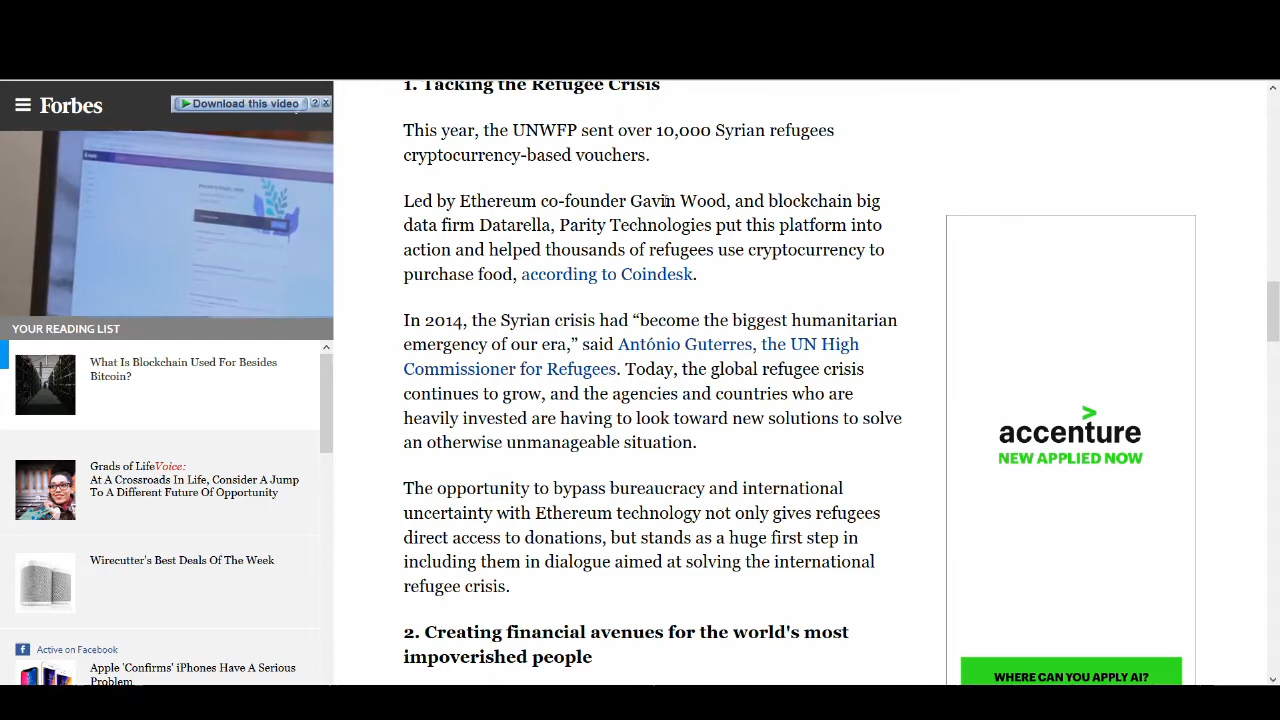 1. Tacking the Refugee Crisis
Forbes
Download this video
?
This year, the UNWFP sent over 10,000 Syrian refugees
cryptocurrency-based vouchers.
Led by Ethereum co-founder Gavin Wood, and blockchain big
data firm Datarella, Parity Technologies put this platform into
action and helped thousands of refugees use cryptocurrency to
purchase food, according to Coindesk.
In 2014, the Syrian crisis had “become the biggest humanitarian
emergency of our era,” said António Guterres, the UN High
Commissioner for Refugees. Today, the global refugee crisis
continues to grow, and the agencies and countries who are
heavily invested are having to look toward new solutions to solve
an otherwise unmanageable situation.
The opportunity to bypass bureaucracy and international
uncertainty with Ethereum technology not only gives refugees
direct access to donations, but stands as a huge first step in
including them in dialogue aimed at solving the international
refugee crisis.
2. Creating financial avenues for the world's most
impoverished people
YOUR READING LIST
What Is Blockchain Used For Besides
Bitcoin?
Grads of LifeVoice:
At A Crossroads In Life, Consider A Jump
To A Different Future Of Opportunity
Wirecutter's Best Deals Of The Week
Active on Facebook
Apple 'Confirms' iPhones Have A Serious
Problem
accenture
NEW APPLIED NOW
WHERE CAN YOU APPLY AI?